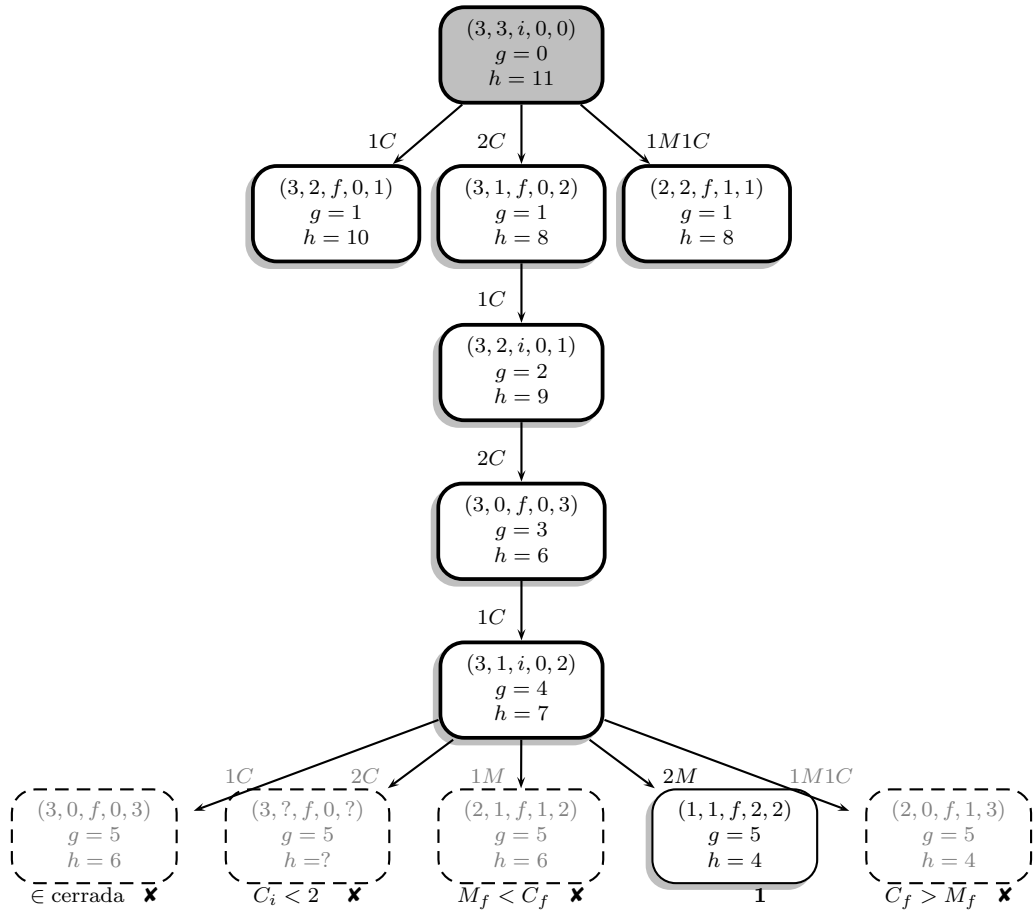 (3, 3, i, 0, 0)
g = 0
h = 11
1C
2C
1M1C
(3, 2, f, 0, 1)
g = 1
h = 10
(3, 1, f, 0, 2)
g = 1
h = 8
(2, 2, f, 1, 1)
g = 1
h = 8
1C
(3, 2, i, 0, 1)
g = 2
h = 9
2C
(3, 0, f, 0, 3)
g = 3
h = 6
1C
(3, 1, i, 0, 2)
g = 4
h = 7
1C
2C
1M
2M
1M1C
(3, 0, f, 0, 3)
g = 5
h = 6
∈ cerrada ✘
(3, ?, f, 0, ?)
g = 5
h =?
C_i < 2 ✘
(2, 1, f, 1, 2)
g = 5
h = 6
M_f < C_f ✘
(1, 1, f, 2, 2)
g = 5
h = 4
1
(2, 0, f, 1, 3)
g = 5
h = 4
C_f > M_f ✘